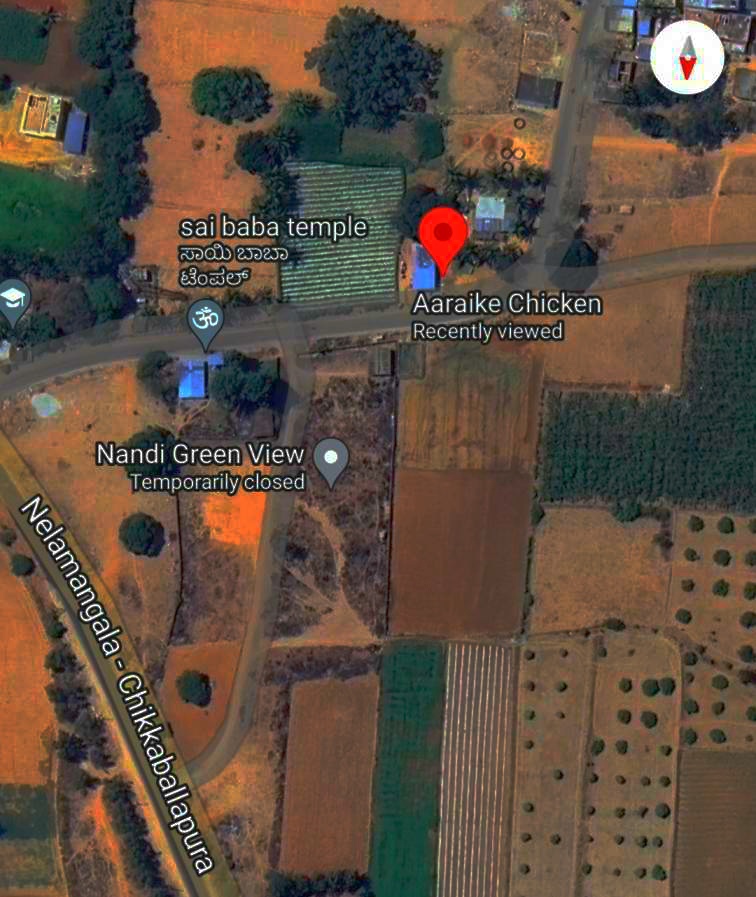 sai baba temple
ಸಾಯಿ ಬಾಬಾ
ಟೆಂಪಲ್
Aaraike Chicken
Recently viewed
Nandi Green View
Temporarily closed
Nelamangala - Chikkaballapura